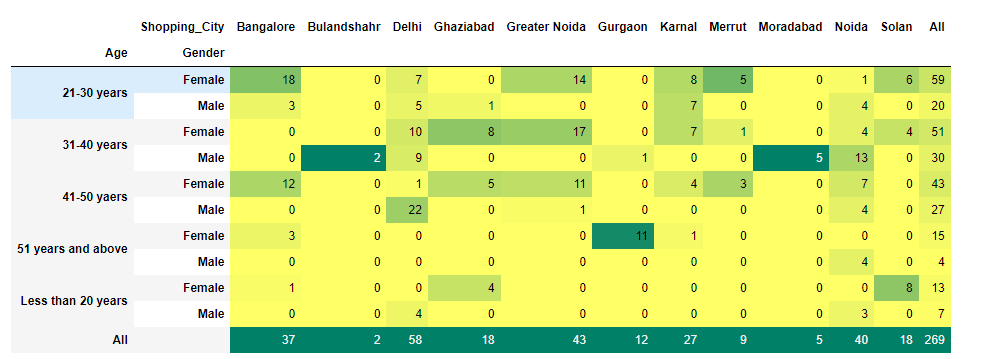 Shopping_City Bangalore Bulandshahr Delhi Ghaziabad Greater Noida Gurgaon Karnal Merrut Moradabad Noida Solan All
Age Gender
21-30 years Female 18 0 7 0 14 0 8 5 0 1 6 59
Male 3 0 5 1 0 0 7 0 0 4 0 20
31-40 years Female 0 0 10 8 17 0 7 1 0 4 4 51
Male 0 2 9 0 0 1 0 0 5 13 0 30
41-50 yaers Female 12 0 1 5 11 0 4 3 0 7 0 43
Male 0 0 22 0 1 0 0 0 0 4 0 27
51 years and above Female 3 0 0 0 0 11 1 0 0 0 0 15
Male 0 0 0 0 0 0 0 0 0 4 0 4
Less than 20 years Female 1 0 0 4 0 0 0 0 0 0 8 13
Male 0 0 4 0 0 0 0 0 0 3 0 7
All 37 2 58 18 43 12 27 9 5 40 18 269